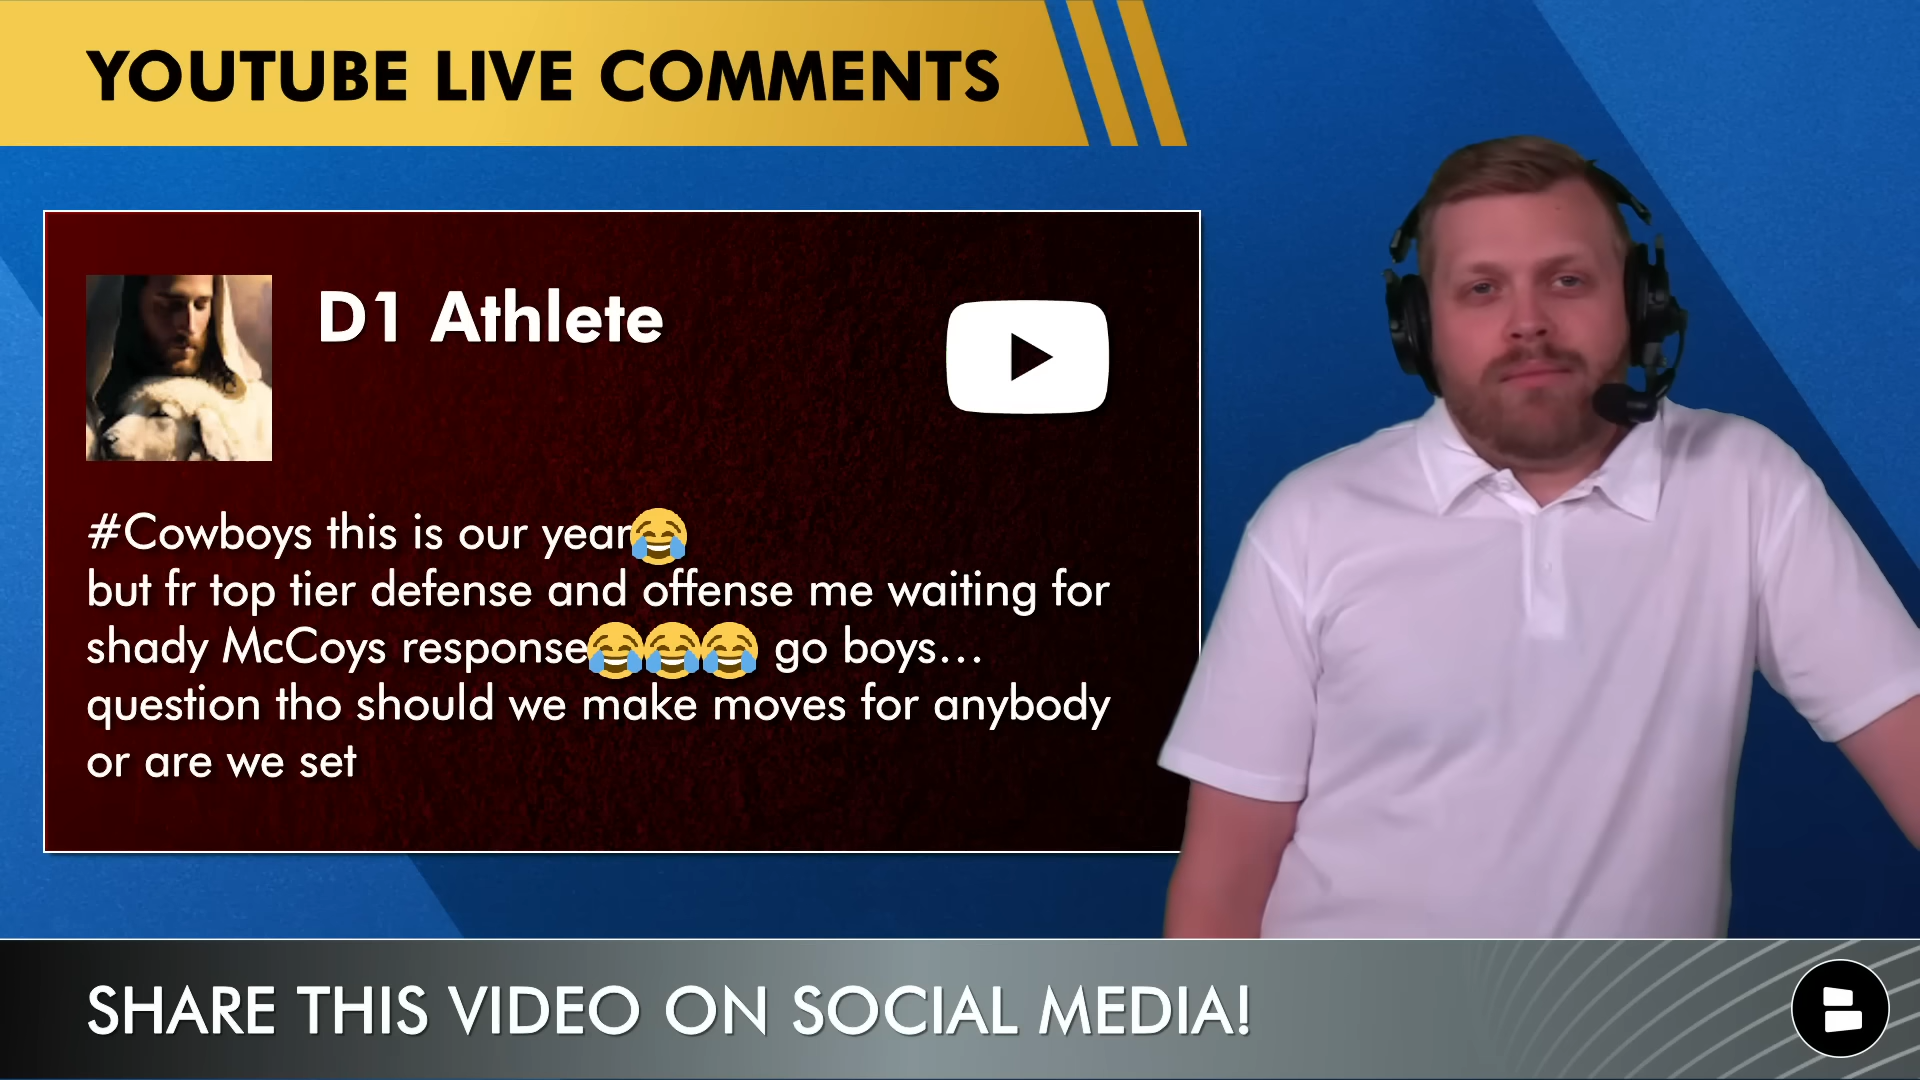 YOUTUBE LIVE COMMENTS
D1 Athlete
#Cowboys this is our year😂
but fr top tier defense and offense me waiting for
shady McCoys response😂😂😂 go boys...
question tho should we make moves for anybody
or are we set
SHARE THIS VIDEO ON SOCIAL MEDIA!